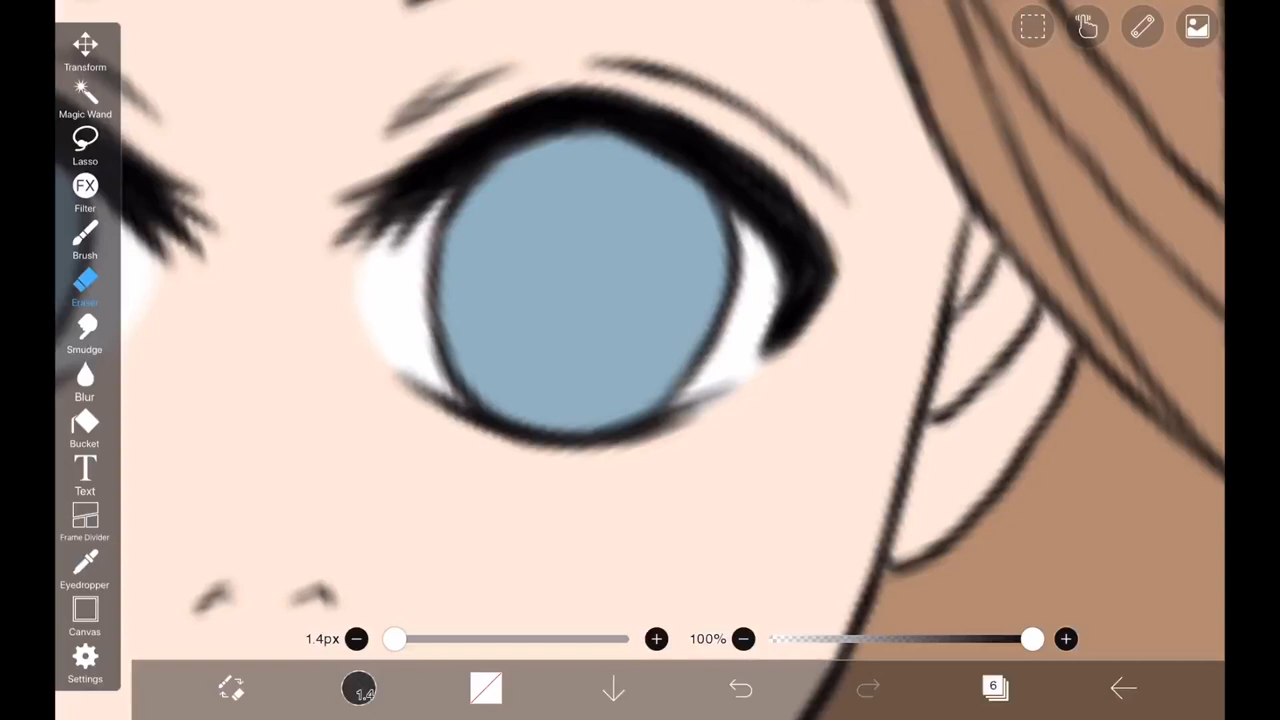 Transform
Magic Wand
Lasso
FX
Filter
Brush
Eraser
Smudge
Blur
Bucket
T
Text
Frame Divider
Eyedropper
Canvas
Settings
1.4px
100%
1.4
6